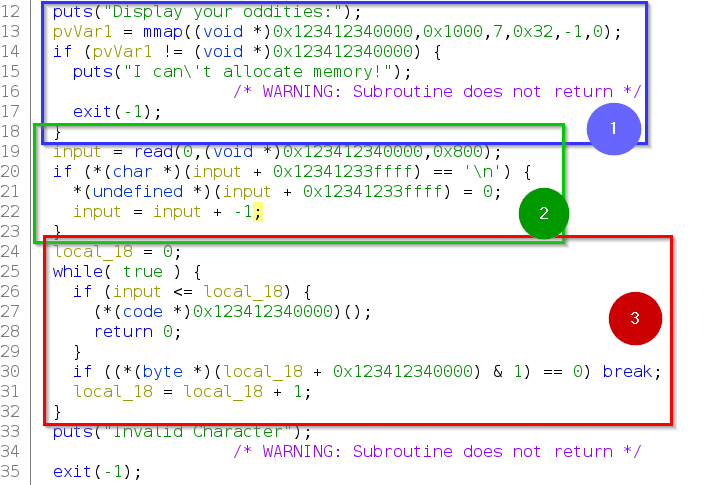 12 puts("Display your oddities:");
13 pvVar1 = mmap((void *)0x123412340000,0x1000,7,0x32,-1,0);
14 if (pvVar1 != (void *)0x123412340000) {
15 puts("I can\'t allocate memory!");
16 /* WARNING: Subroutine does not return */
17 exit(-1);
18 }
1
19 input = read(0,(void *)0x123412340000,0x800);
20 if (*(char *)(input + 0x12341233ffff) == '\n') {
21 *(undefined *)(input + 0x12341233ffff) = 0;
22 input = input + -1;
23 }
2
24 local_18 = 0;
25 while( true ) {
26 if (input <= local_18) {
27 (*(code *)0x123412340000)();
28 return 0;
29 }
30 if ((*(byte *)(local_18 + 0x123412340000) & 1) == 0) break;
31 local_18 = local_18 + 1;
32 }
3
33 puts("Invalid Character");
34 /* WARNING: Subroutine does not return */
35 exit(-1);